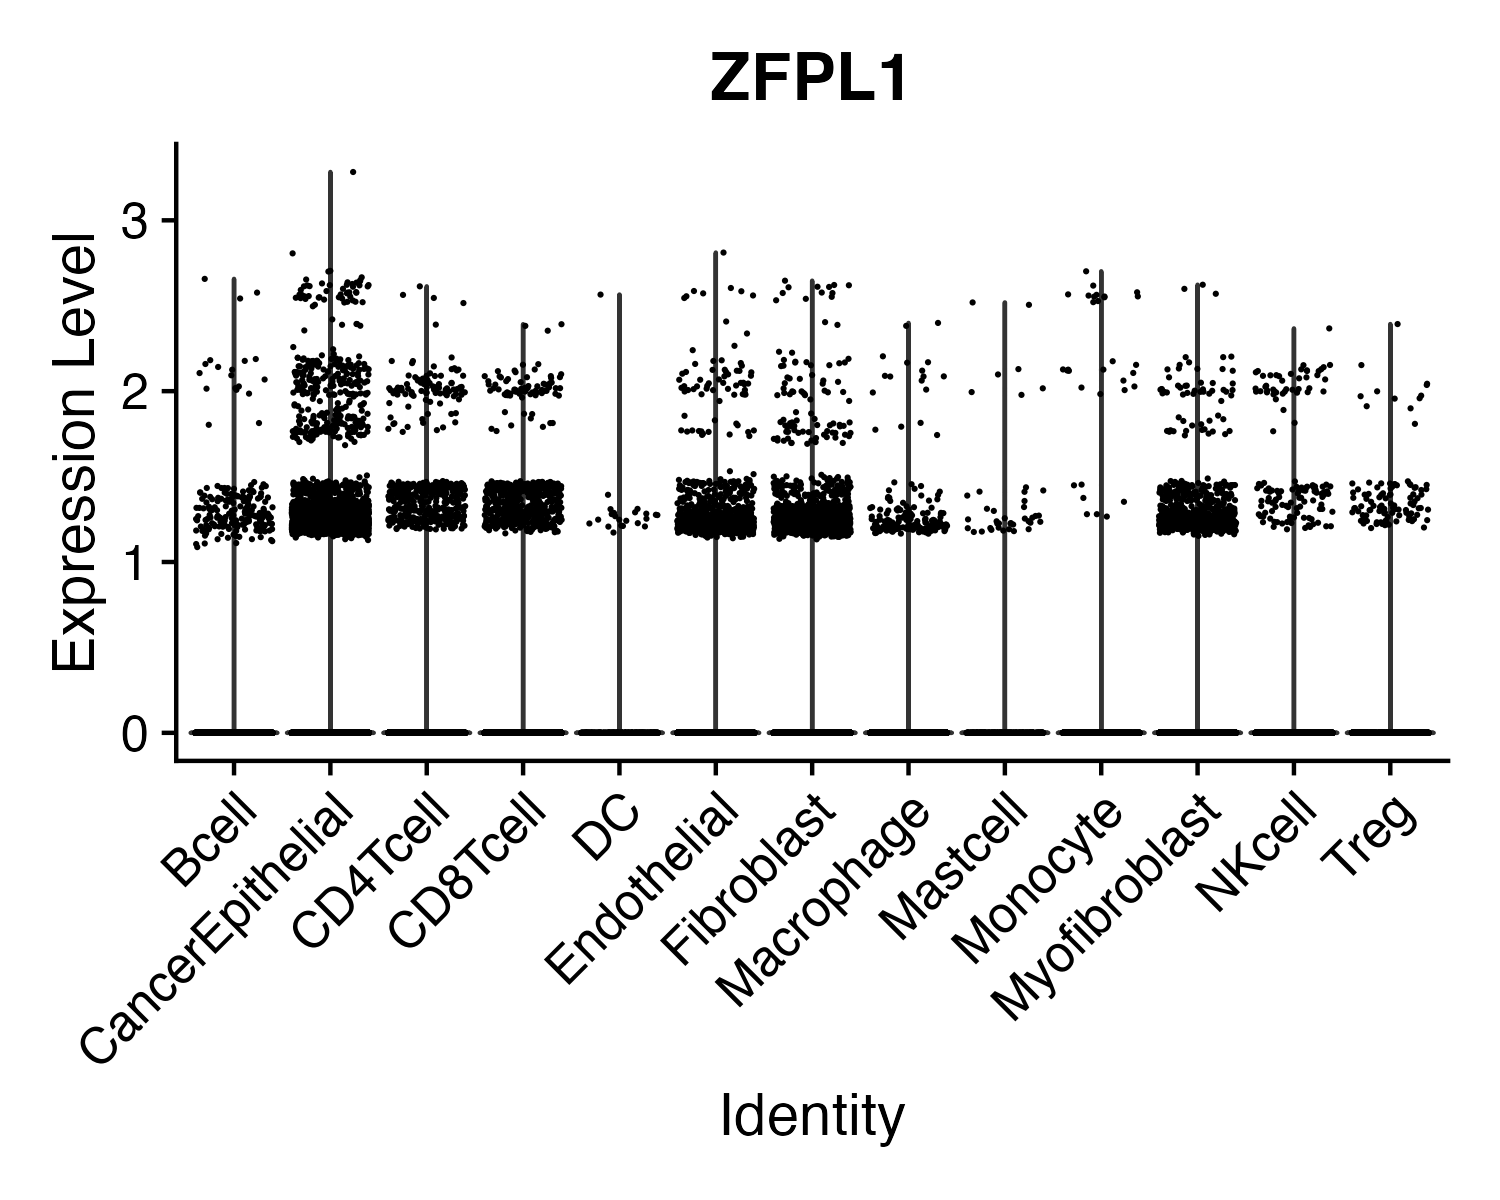 ZFPL1
Expression Level
3
2
1
0
Bcell
CancerEpithelial
CD4Tcell
CD8Tcell
DC
Endothelial
Fibroblast
Macrophage
Mastcell
Monocyte
Myofibroblast
NKcell
Treg
Identity